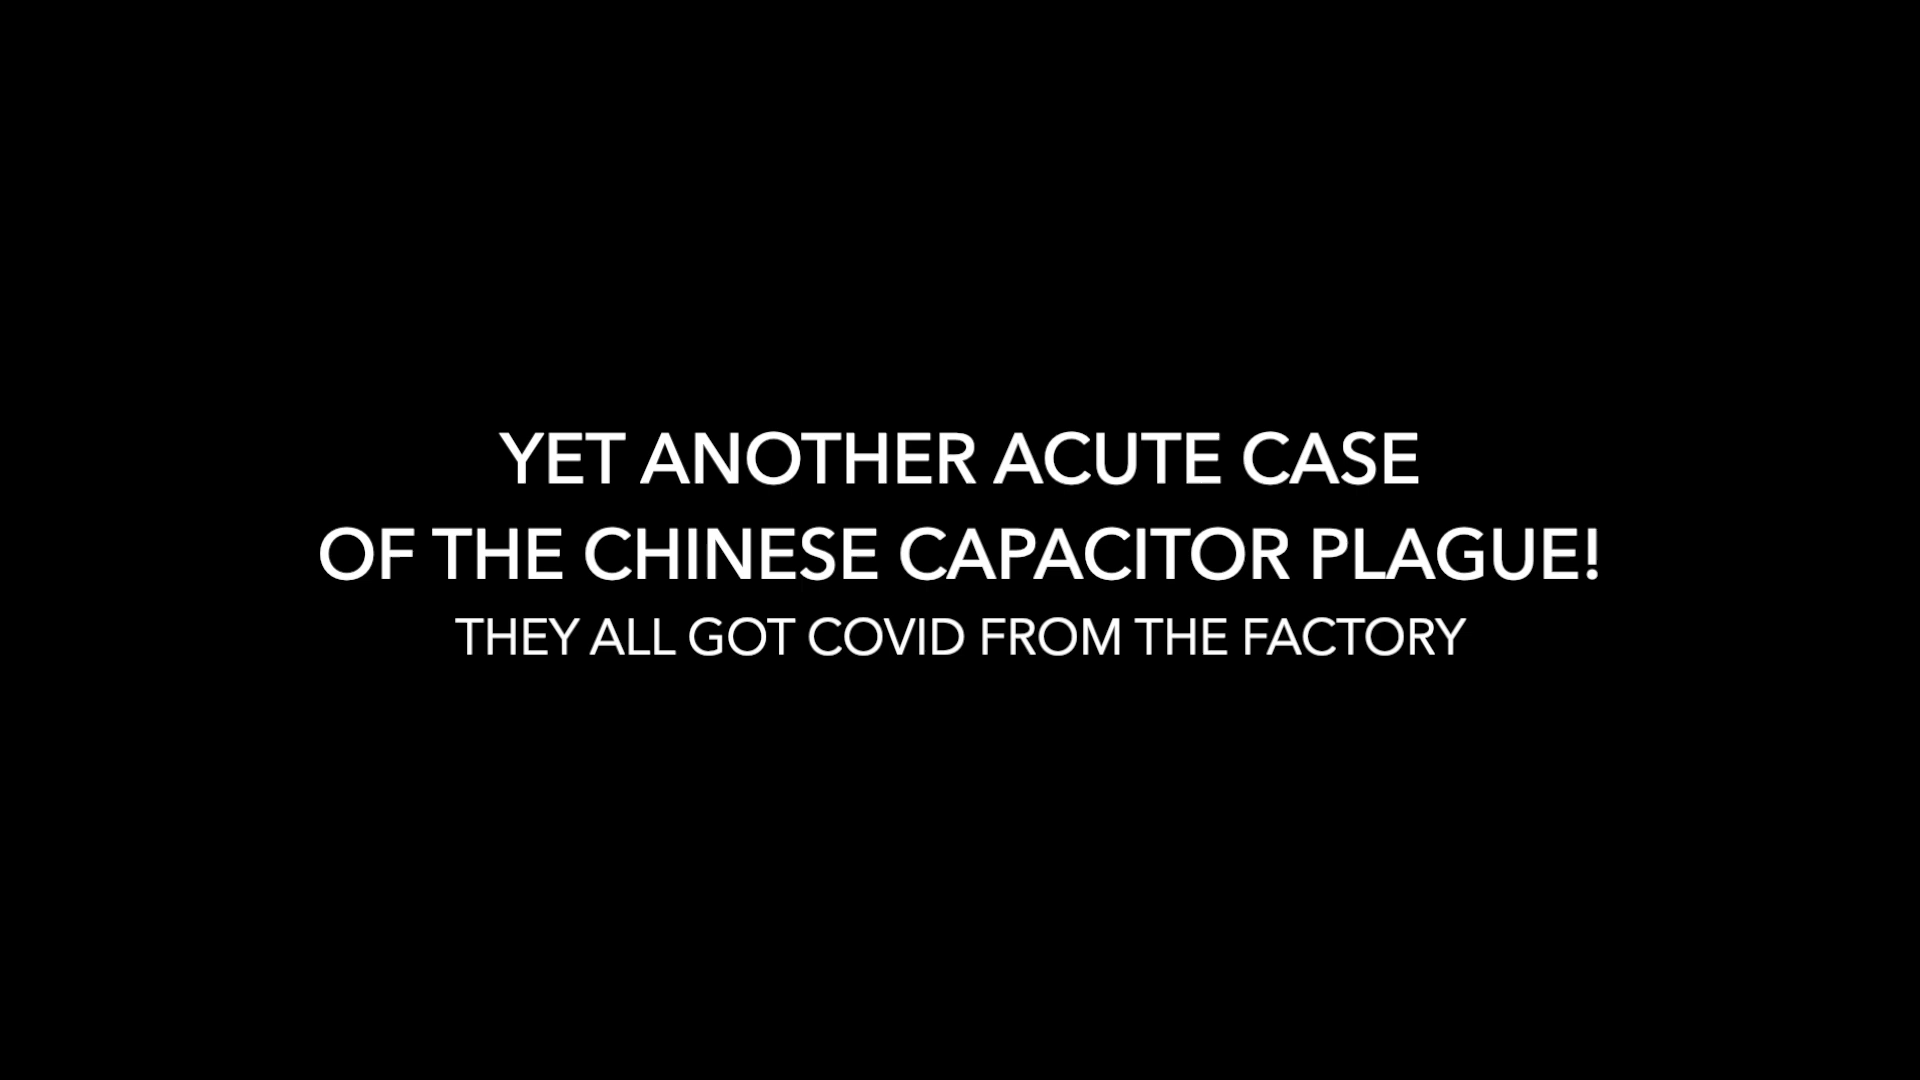 YET ANOTHER ACUTE CASE
OF THE CHINESE CAPACITOR PLAGUE!
THEY ALL GOT COVID FROM THE FACTORY